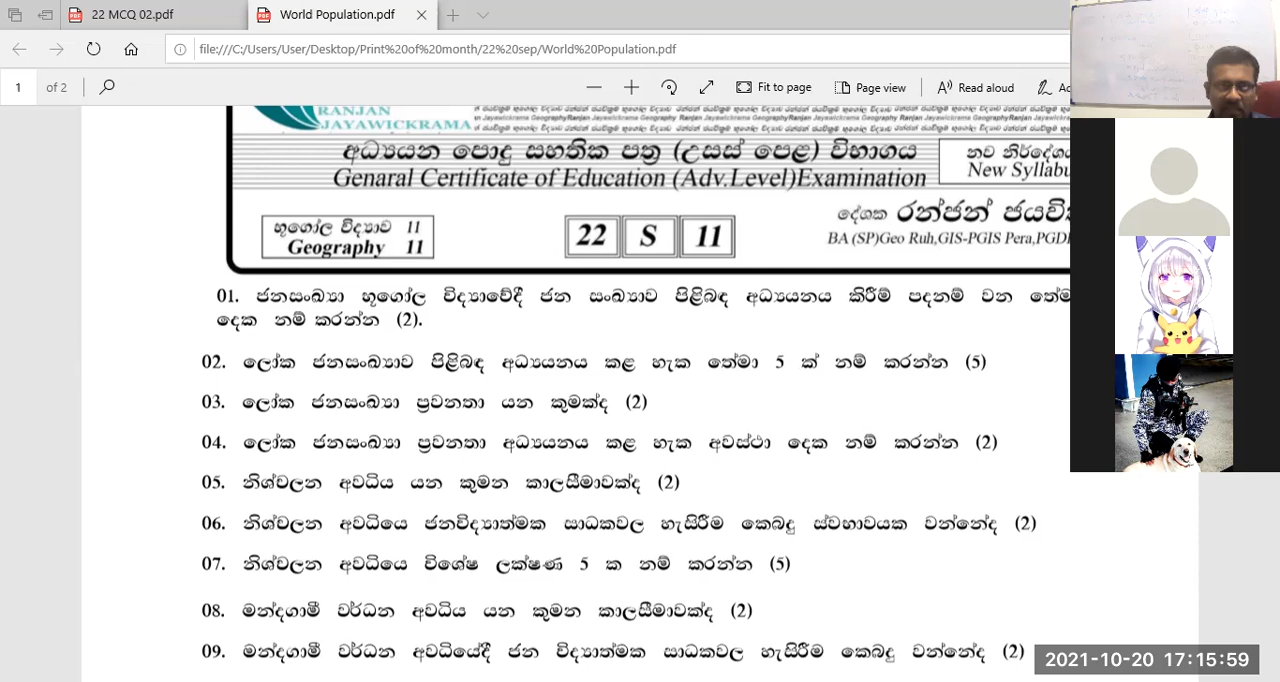 22 MCQ 02.pdf
World Population.pdf
file:///C:/Users/User/Desktop/Print%20of%20month/22%20sep/World%20Population.pdf
1 of 2
Fit to page
Page view
Read aloud
RANJAN
JAYAWICKRAMA
අධ්‍යයන පොදු සහතික පත්‍ර (උසස් පෙළ) විභාගය
Genaral Certificate of Education (Adv.Level)Examination
නව නිර්දේශ
New Syllabu
භූගෝල විද්‍යාව 11
Geography 11
22 S 11
දේශක රන්ජන් ජයවි
BA (SP)Geo Ruh,GIS-PGIS Pera,PGD
01. ජනසංඛ්‍යා භූගෝල විද්‍යාවේදී ජන සංඛ්‍යාව පිළිබඳ අධ්‍යයනය කිරීම් පදනම් වන තේමා
දෙක නම් කරන්න (2).
02. ලෝක ජනසංඛ්‍යාව පිළිබඳ අධ්‍යයනය කළ හැක තේමා 5 ක් නම් කරන්න (5)
03. ලෝක ජනසංඛ්‍යා ප්‍රවනතා යන කුමක්ද (2)
04. ලෝක ජනසංඛ්‍යා ප්‍රවනතා අධ්‍යයනය කළ හැක අවස්ථා දෙක නම් කරන්න (2)
05. නිශ්චලන අවධිය යන කුමන කාලසීමාවක්ද (2)
06. නිශ්චලන අවධියෙ ජනවිද්‍යාත්මක සාධකවල හැසිරීම කෙබදු ස්වභාවයක වන්නේද (2)
07. නිශ්චලන අවධියෙ විශේෂ ලක්ෂණ 5 ක නම් කරන්න (5)
08. මන්දගාමී වර්ධන අවධිය යන කුමන කාලසීමාවක්ද (2)
09. මන්දගාමී වර්ධන අවධියේදී ජන විද්‍යාත්මක සාධකවල හැසිරීම කෙබදු වන්නේද (2)
2021-10-20 17:15:59